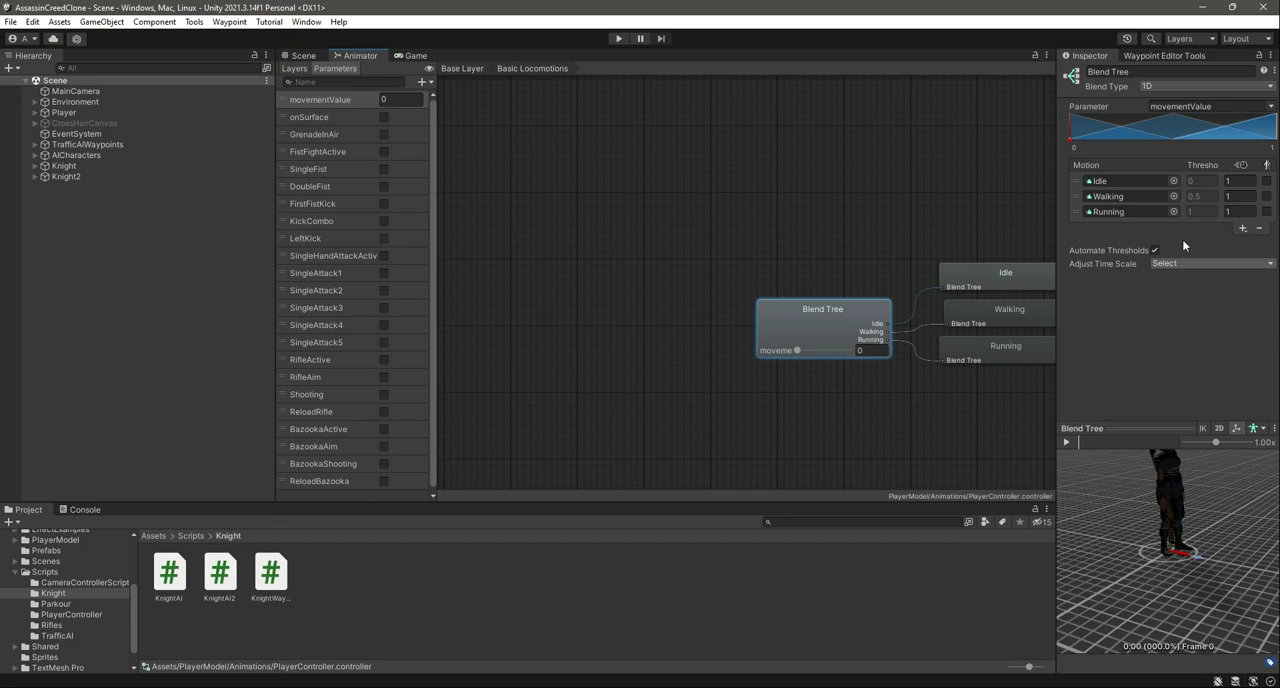 AssassinCreedClone - Scene - Windows, Mac, Linux - Unity 2021.3.14f1 Personal <DX11>
File Edit Assets GameObject Component Tools Waypoint Tutorial Window Help
A Layers Layout
Hierarchy
All
Scene
MainCamera
Environment
Player
CrossHairCanvas
EventSystem
TrafficAIWaypoints
AICharacters
Knight
Knight2
Scene Animator Game
Layers Parameters Base Layer Basic Locomotions
Name
movementValue 0
onSurface
GrenadeInAir
FistFightActive
SingleFist
DoubleFist
FirstFistKick
KickCombo
LeftKick
SingleHandAttackActiv
SingleAttack1
SingleAttack2
SingleAttack3
SingleAttack4
SingleAttack5
RifleActive
RifleAim
Shooting
ReloadRifle
BazookaActive
BazookaAim
BazookaShooting
ReloadBazooka
Blend Tree
Idle
Walking
Running
moveme 0
Idle
Blend Tree
Walking
Blend Tree
Running
Blend Tree
PlayerModel/Animations/PlayerController.controller
Inspector Waypoint Editor Tools
Blend Tree
Blend Type 1D
Parameter movementValue
0 1
Motion Thresho
Idle 0 1
Walking 0.5 1
Running 1 1
Automate Thresholds
Adjust Time Scale Select
Blend Tree IK 2D
1.00x
0:00 (000.0%) Frame 0
Project Console
15
EffectExamples
PlayerModel
Prefabs
Scenes
Scripts
CameraControllerScript
Knight
Parkour
PlayerController
Rifles
TrafficAI
Shared
Sprites
TextMesh Pro
Assets > Scripts > Knight
KnightAI KnightAI2 KnightWay...
Assets/PlayerModel/Animations/PlayerController.controller